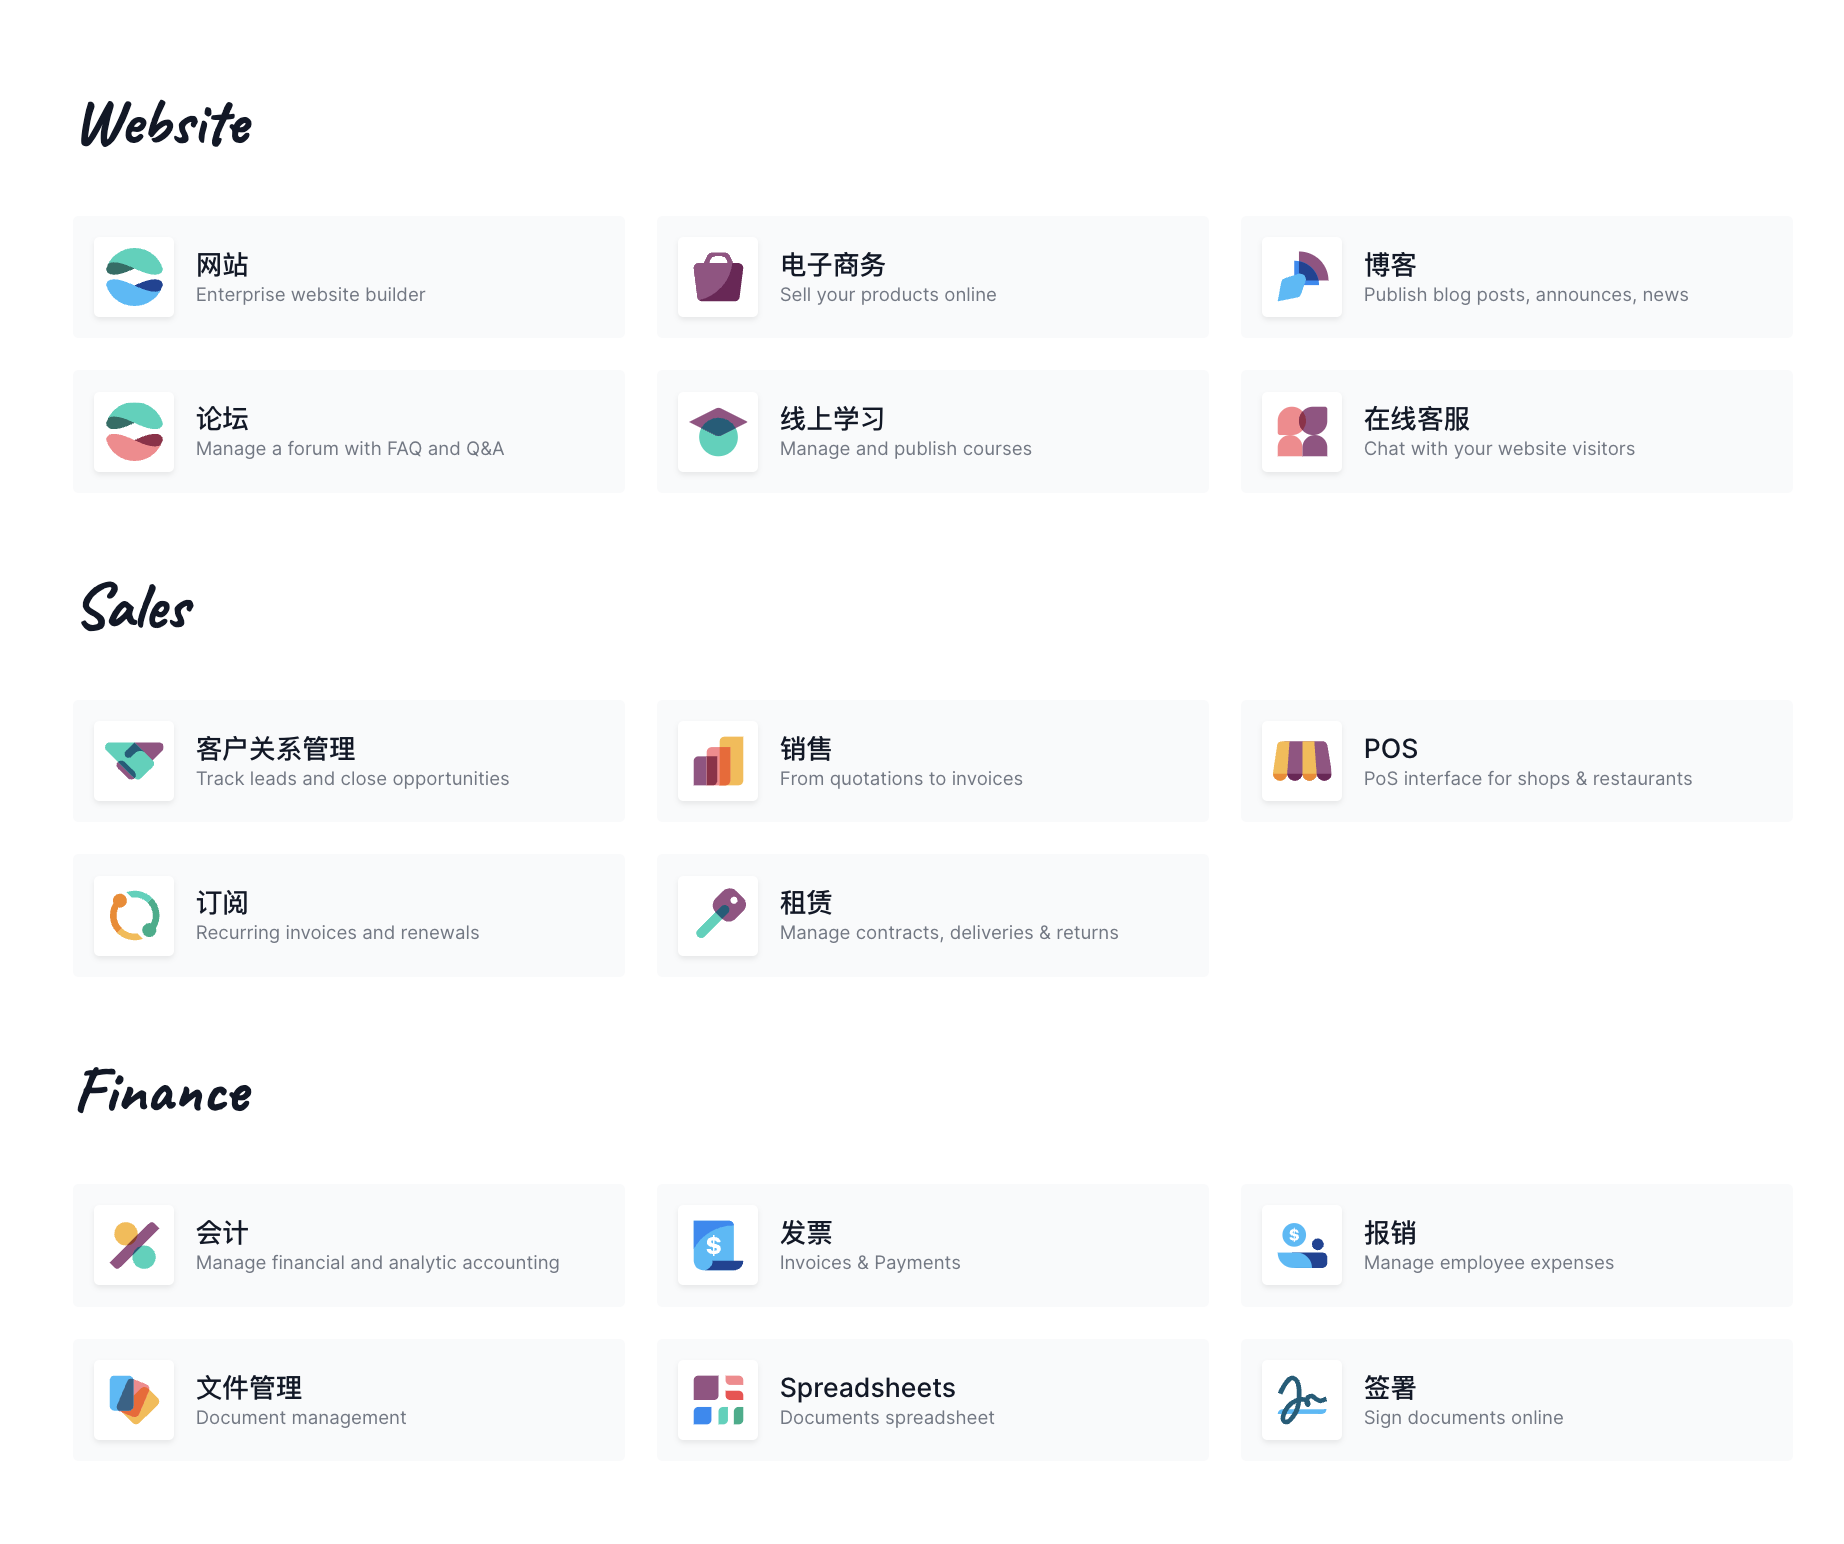 Website
网站
Enterprise website builder
电子商务
Sell your products online
博客
Publish blog posts, announces, news
论坛
Manage a forum with FAQ and Q&A
线上学习
Manage and publish courses
在线客服
Chat with your website visitors
Sales
客户关系管理
Track leads and close opportunities
销售
From quotations to invoices
POS
PoS interface for shops & restaurants
订阅
Recurring invoices and renewals
租赁
Manage contracts, deliveries & returns
Finance
会计
Manage financial and analytic accounting
$
发票
Invoices & Payments
$
报销
Manage employee expenses
文件管理
Document management
Spreadsheets
Documents spreadsheet
签署
Sign documents online